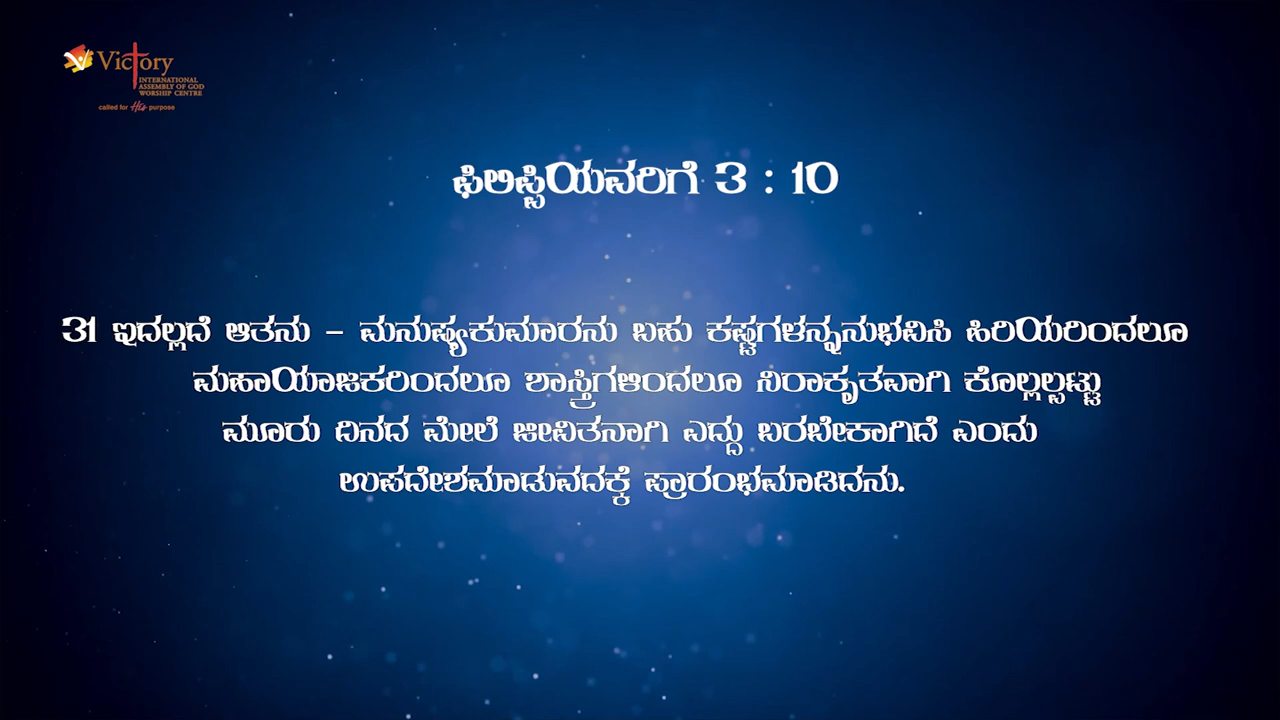 Victory
INTERNATIONAL
ASSEMBLY OF GOD
WORSHIP CENTRE
called for His purpose
ಫಿಲಿಪ್ಪಿಯವರಿಗೆ 3 : 10
31 ಇದಲ್ಲದೆ ಆತನು - ಮನುಷ್ಯಕುಮಾರನು ಬಹು ಕಷ್ಟಗಳನ್ನನುಭವಿಸಿ ಹಿರಿಯರಿಂದಲೂ
ಮಹಾಯಾಜಕರಿಂದಲೂ ಶಾಸ್ತ್ರಿಗಳಿಂದಲೂ ನಿರಾಕೃತವಾಗಿ ಕೊಲ್ಲಲ್ಪಟ್ಟು
ಮೂರು ದಿನದ ಮೇಲೆ ಜೀವಿತನಾಗಿ ಎದ್ದು ಬರಬೇಕಾಗಿದೆ ಎಂದು
ಉಪದೇಶಮಾಡುವದಕ್ಕೆ ಪ್ರಾರಂಭಮಾಡಿದನು.